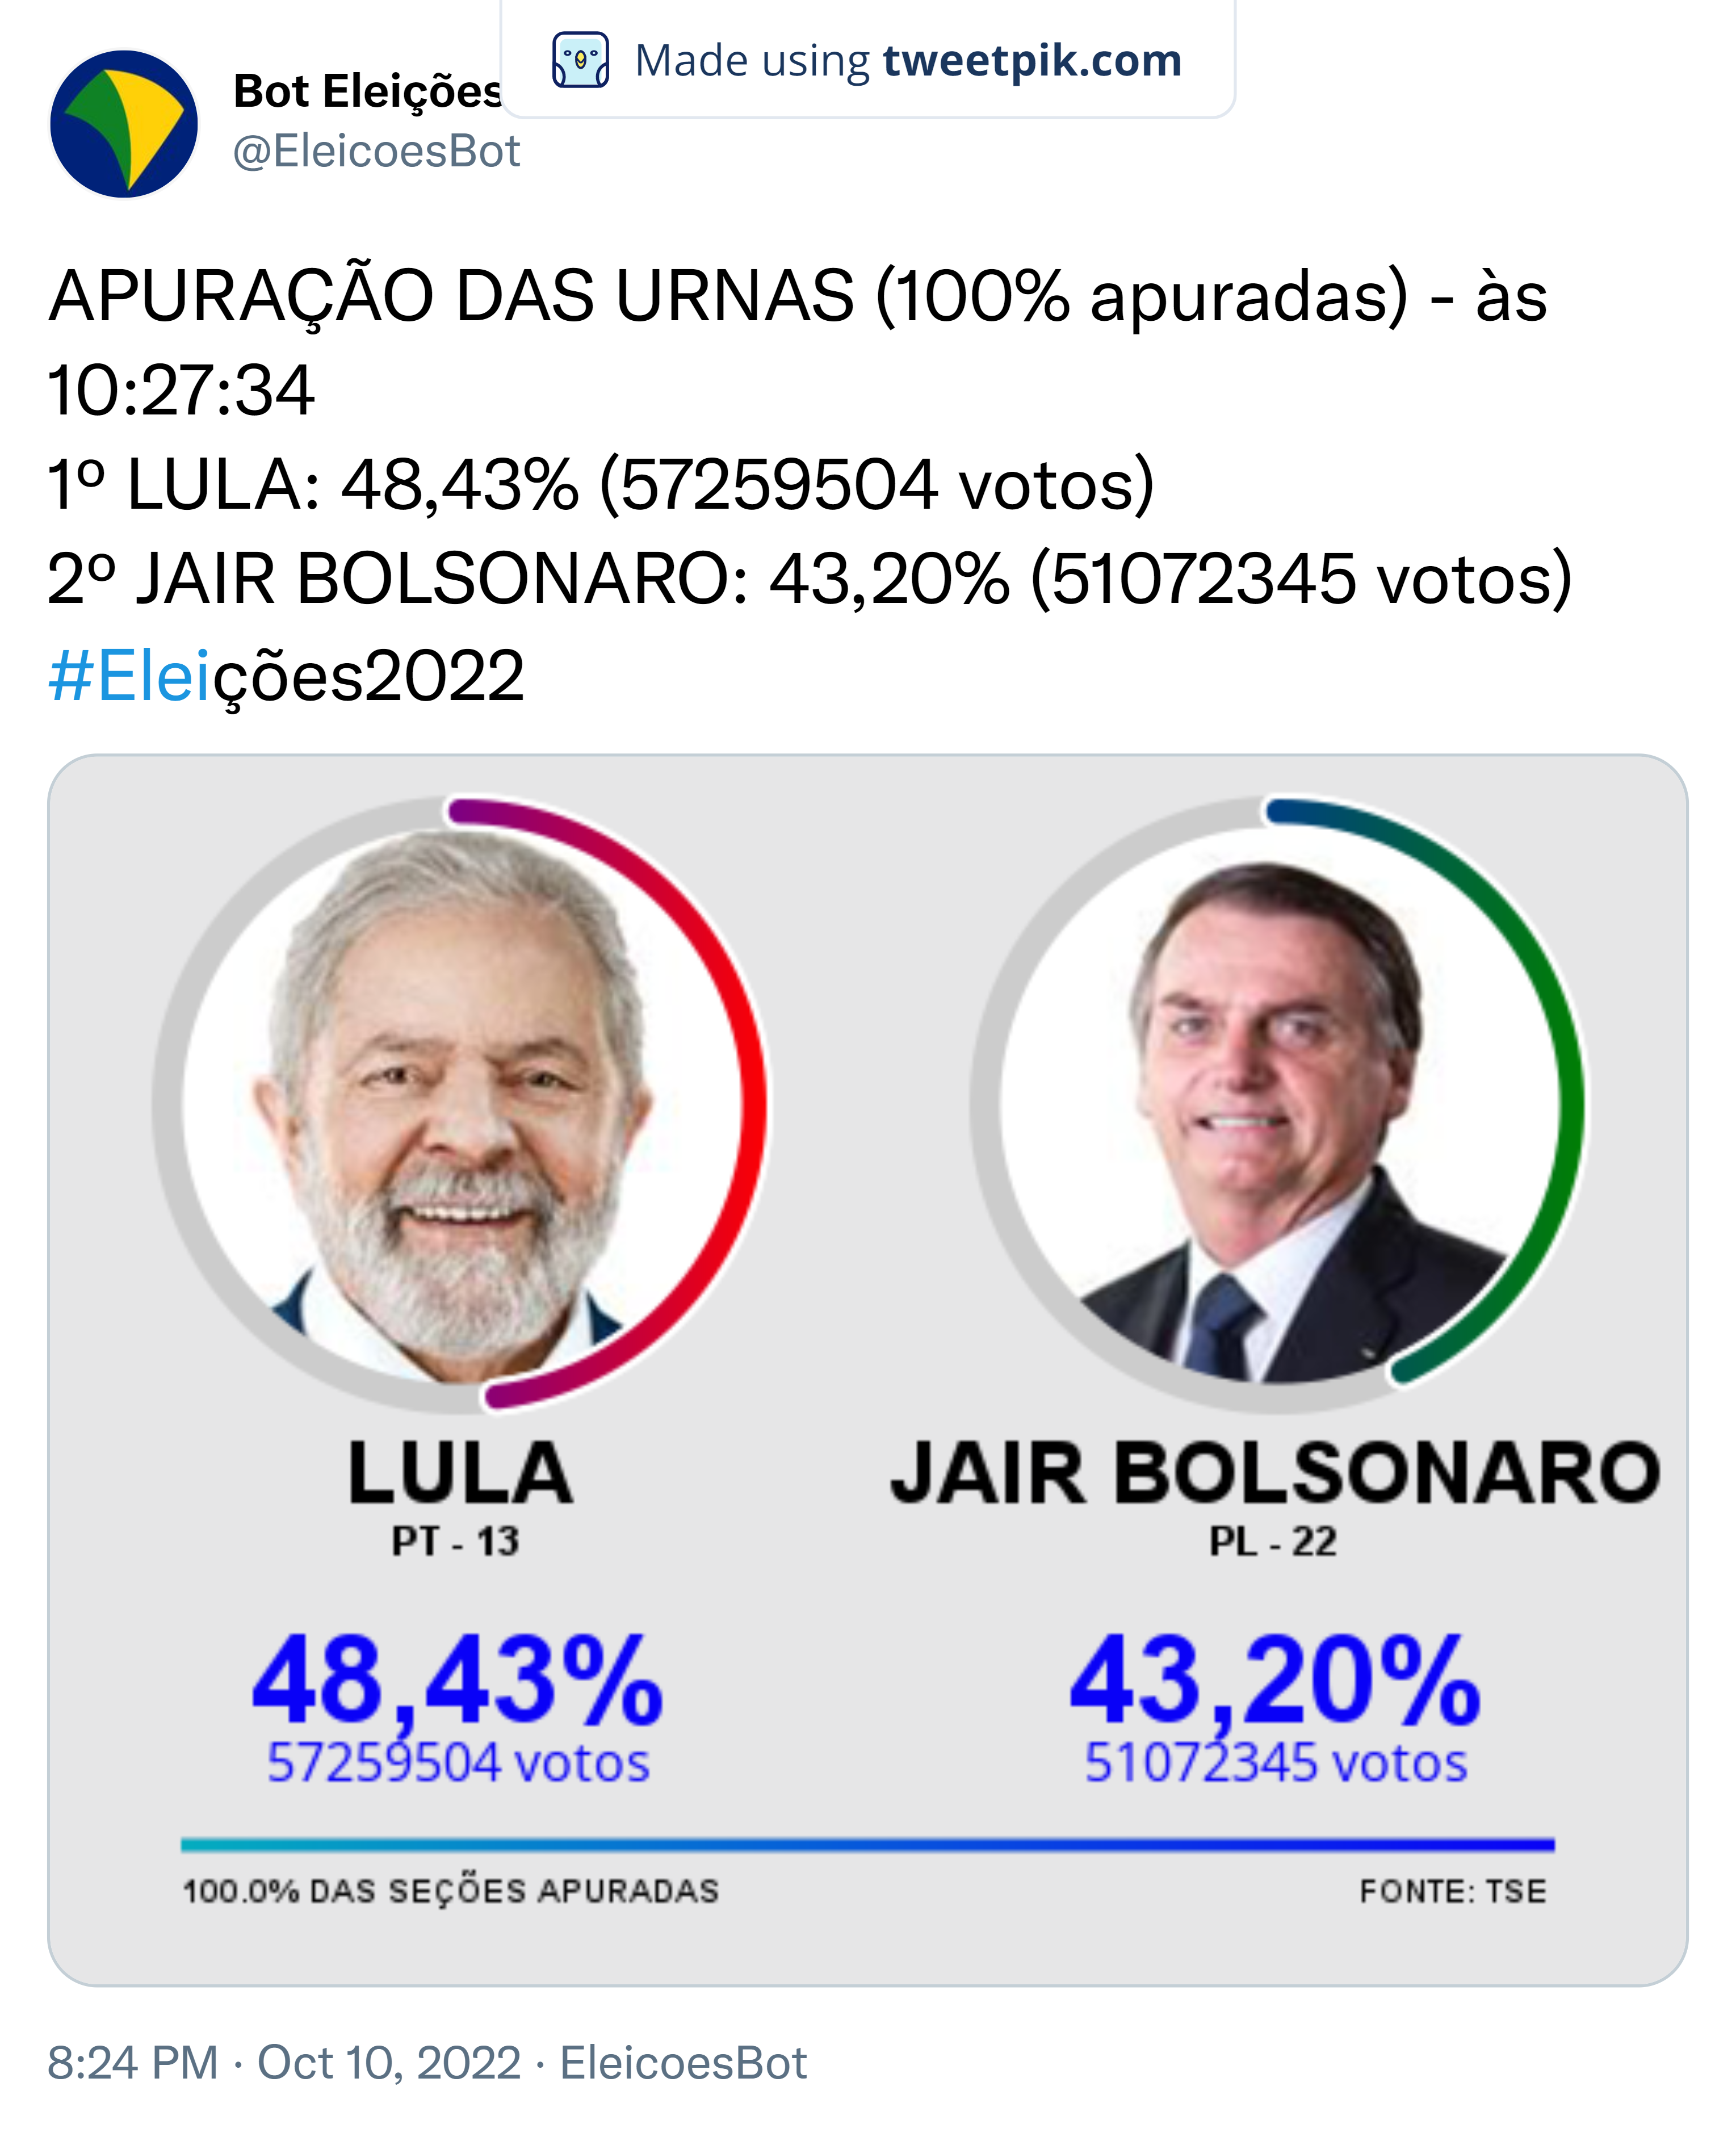 Made using tweetpik.com
Bot Eleições
@EleicoesBot
APURAÇÃO DAS URNAS (100% apuradas) - às
10:27:34
1º LULA: 48,43% (57259504 votos)
2º JAIR BOLSONARO: 43,20% (51072345 votos)
#Eleições2022
LULA
PT - 13
48,43%
57259504 votos
JAIR BOLSONARO
PL - 22
43,20%
51072345 votos
100.0% DAS SEÇÕES APURADAS
FONTE: TSE
8:24 PM · Oct 10, 2022 · EleicoesBot